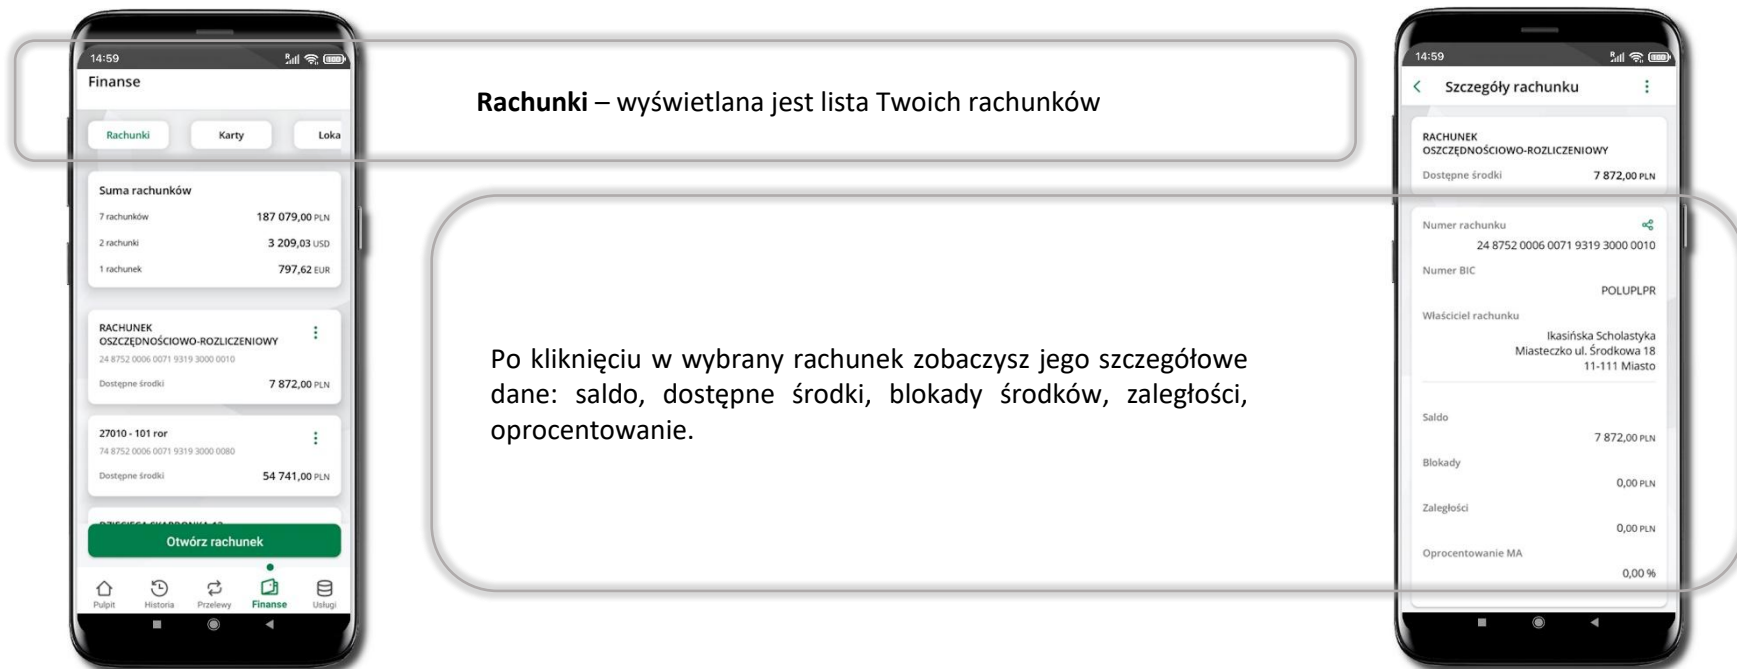 14:59
Finanse
Rachunki Karty Loka
Suma rachunków
7 rachunków 187 079,00 PLN
2 rachunki 3 209,03 USD
1 rachunek 797,62 EUR
RACHUNEK
OSZCZĘDNOŚCIOWO-ROZLICZENIOWY
24 8752 0006 0071 9319 3000 0010
Dostępne środki 7 872,00 PLN
27010 - 101 ror
74 8752 0006 0071 9319 3000 0080
Dostępne środki 54 741,00 PLN
Otwórz rachunek
Pulpit Historia Przelewy Finanse Usługi
Rachunki – wyświetlana jest lista Twoich rachunków
Po kliknięciu w wybrany rachunek zobaczysz jego szczegółowe
dane: saldo, dostępne środki, blokady środków, zaległości,
oprocentowanie.
14:59
Szczegóły rachunku
RACHUNEK
OSZCZĘDNOŚCIOWO-ROZLICZENIOWY
Dostępne środki 7 872,00 PLN
Numer rachunku
24 8752 0006 0071 9319 3000 0010
Numer BIC
POLUPLPR
Właściciel rachunku
Ikasińska Scholastyka
Miasteczko ul. Środkowa 18
11-111 Miasto
Saldo
7 872,00 PLN
Blokady
0,00 PLN
Zaległości
0,00 PLN
Oprocentowanie MA
0,00 %